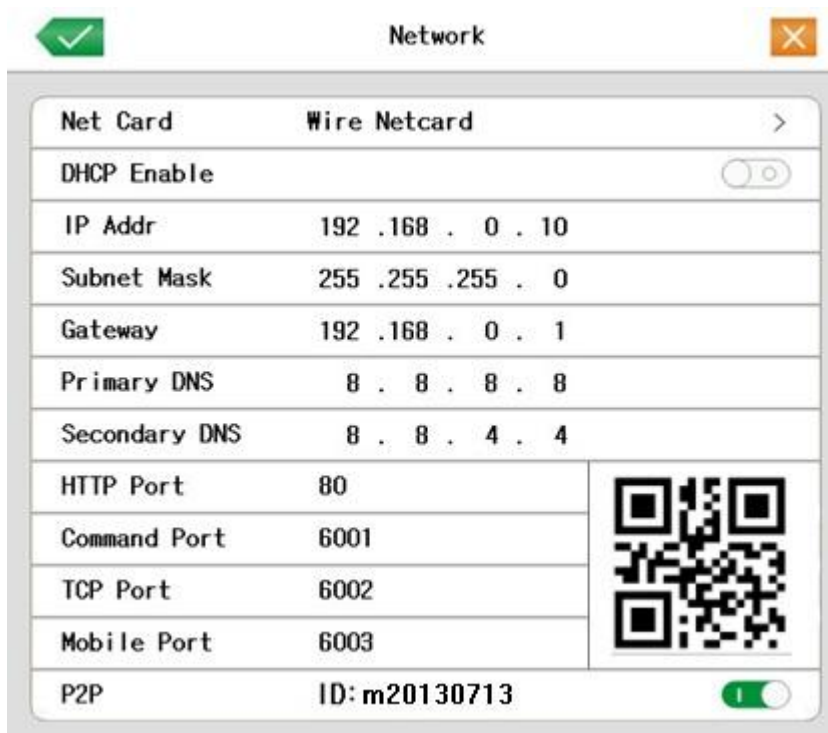 Network
Net Card Wire Netcard >
DHCP Enable
IP Addr 192 .168 . 0 . 10
Subnet Mask 255 .255 .255 . 0
Gateway 192 .168 . 0 . 1
Primary DNS 8 . 8 . 8 . 8
Secondary DNS 8 . 8 . 4 . 4
HTTP Port 80
Command Port 6001
TCP Port 6002
Mobile Port 6003
P2P ID: m20130713